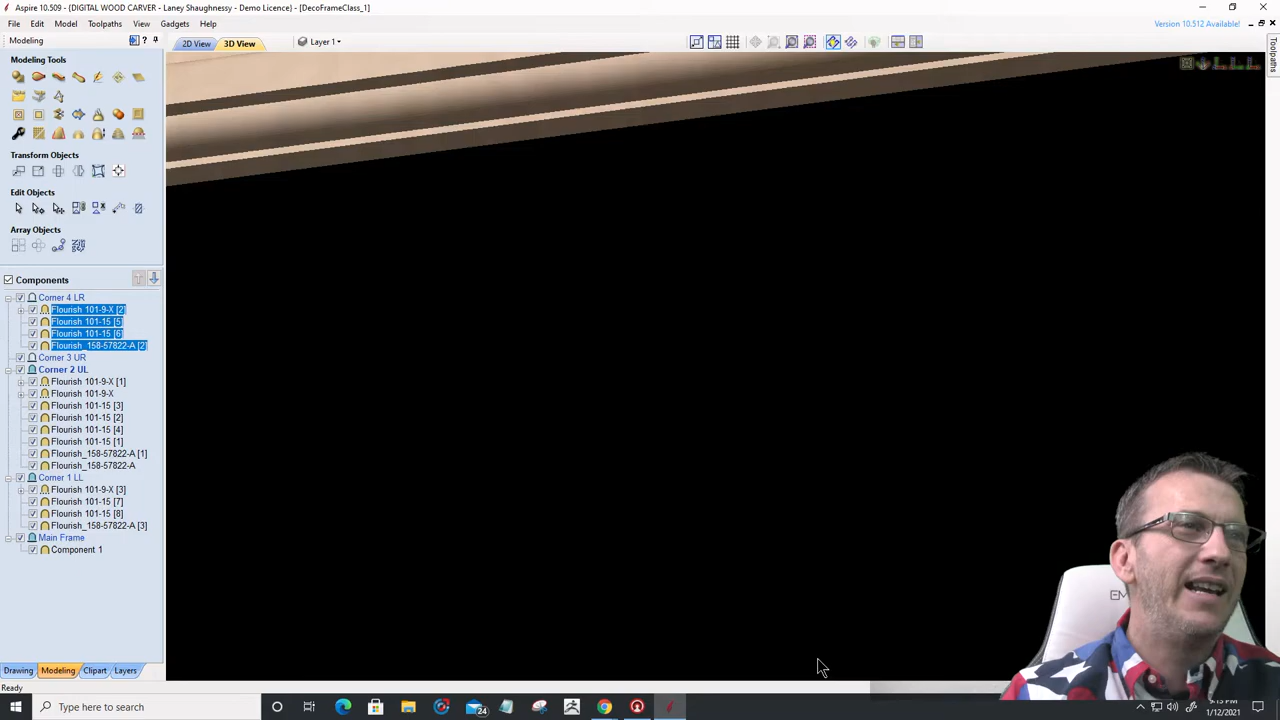 Aspire 10.509 - {DIGITAL WOOD CARVER - Laney Shaughnessy - Demo Licence} - [DecoFrameClass_1]
File Edit Model Toolpaths View Gadgets Help
Version 10.512 Available!
Modeling
2D View 3D View Layer 1
Toolpaths
Modeling Tools
Transform Objects
Edit Objects
Array Objects
Components
Corner 4 LR
Flourish 101-9-X [2]
Flourish 101-15 [5]
Flourish 101-15 [6]
Flourish_158-57822-A [2]
Corner 3 UR
Corner 2 UL
Flourish 101-9-X [1]
Flourish 101-9-X
Flourish 101-15 [3]
Flourish 101-15 [2]
Flourish 101-15 [4]
Flourish 101-15 [1]
Flourish_158-57822-A [1]
Flourish_158-57822-A
Corner 1 LL
Flourish 101-9-X [3]
Flourish 101-15 [7]
Flourish 101-15 [8]
Flourish_158-57822-A [3]
Main Frame
Component 1
Drawing Modeling Clipart Layers
Ready
Type here to search
24
9:13 PM
1/12/2021